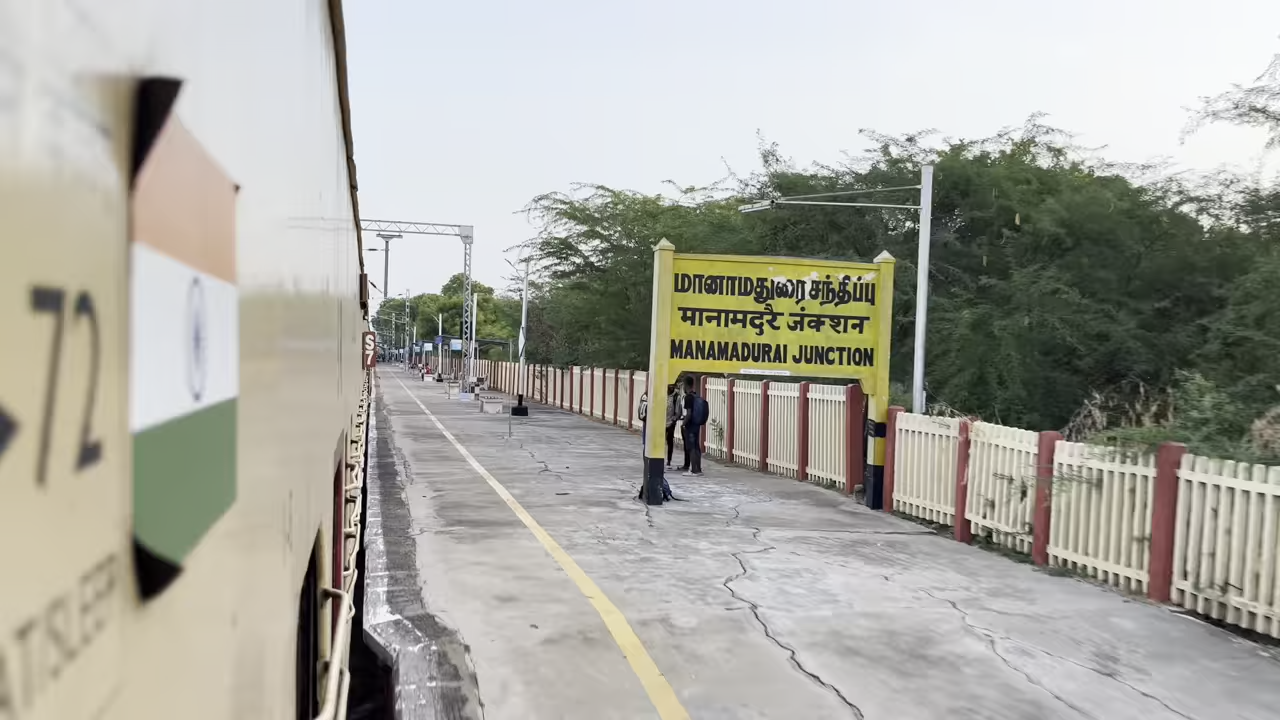 72
S7
மானாமதுரை சந்திப்பு
मानामदुरै जंक्शन
MANAMADURAI JUNCTION